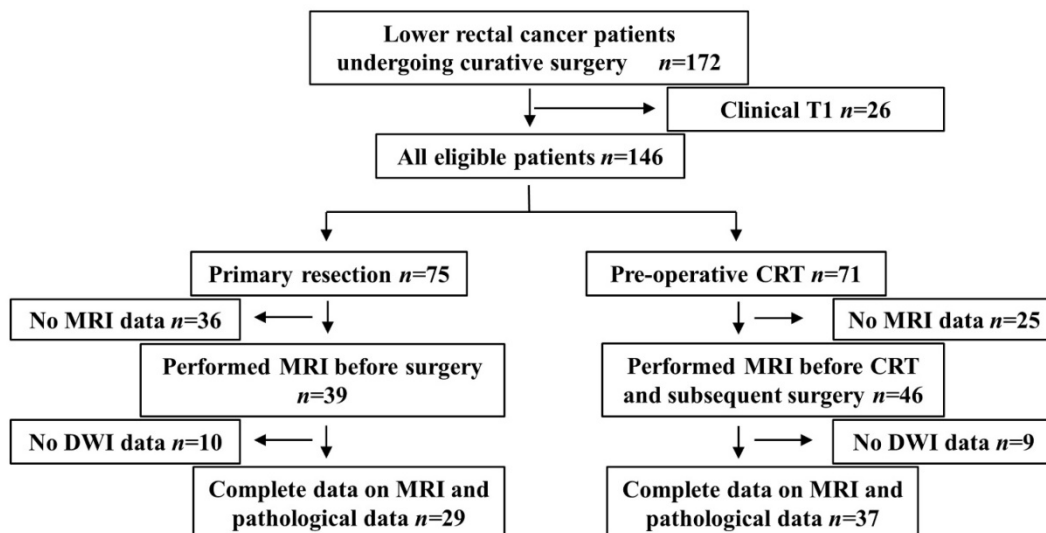 Lower rectal cancer patients
undergoing curative surgery n=172
Clinical T1 n=26
All eligible patients n=146
Primary resection n=75
Pre-operative CRT n=71
No MRI data n=36
No MRI data n=25
Performed MRI before surgery
n=39
Performed MRI before CRT
and subsequent surgery n=46
No DWI data n=10
No DWI data n=9
Complete data on MRI and
pathological data n=29
Complete data on MRI and
pathological data n=37